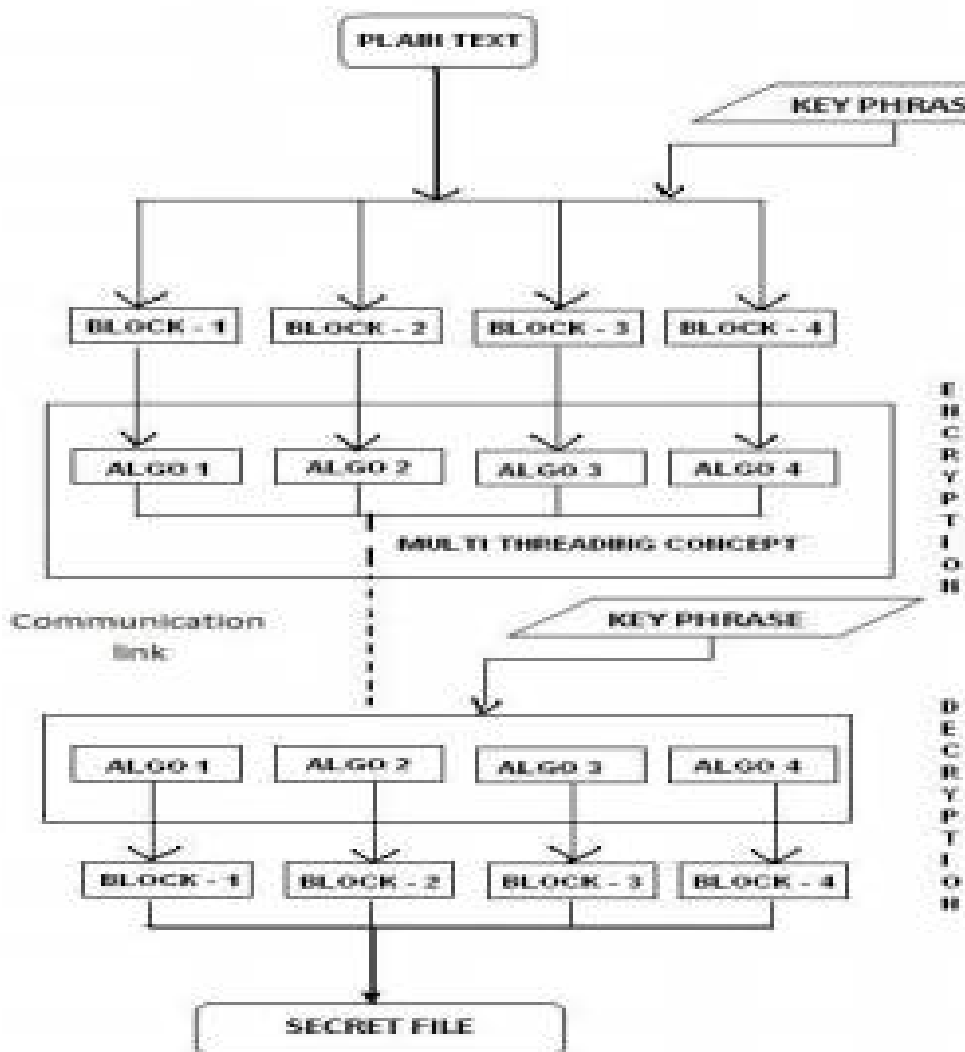 PLAIN TEXT
KEY PHRAS
BLOCK - 1
BLOCK - 2
BLOCK - 3
BLOCK - 4
ENCRYPTION
ALGO 1
ALGO 2
ALGO 3
ALGO 4
MULTI THREADING CONCEPT
Communication
link
KEY PHRASE
DECRYPTION
ALGO 1
ALGO 2
ALGO 3
ALGO 4
BLOCK - 1
BLOCK - 2
BLOCK - 3
BLOCK - 4
SECRET FILE